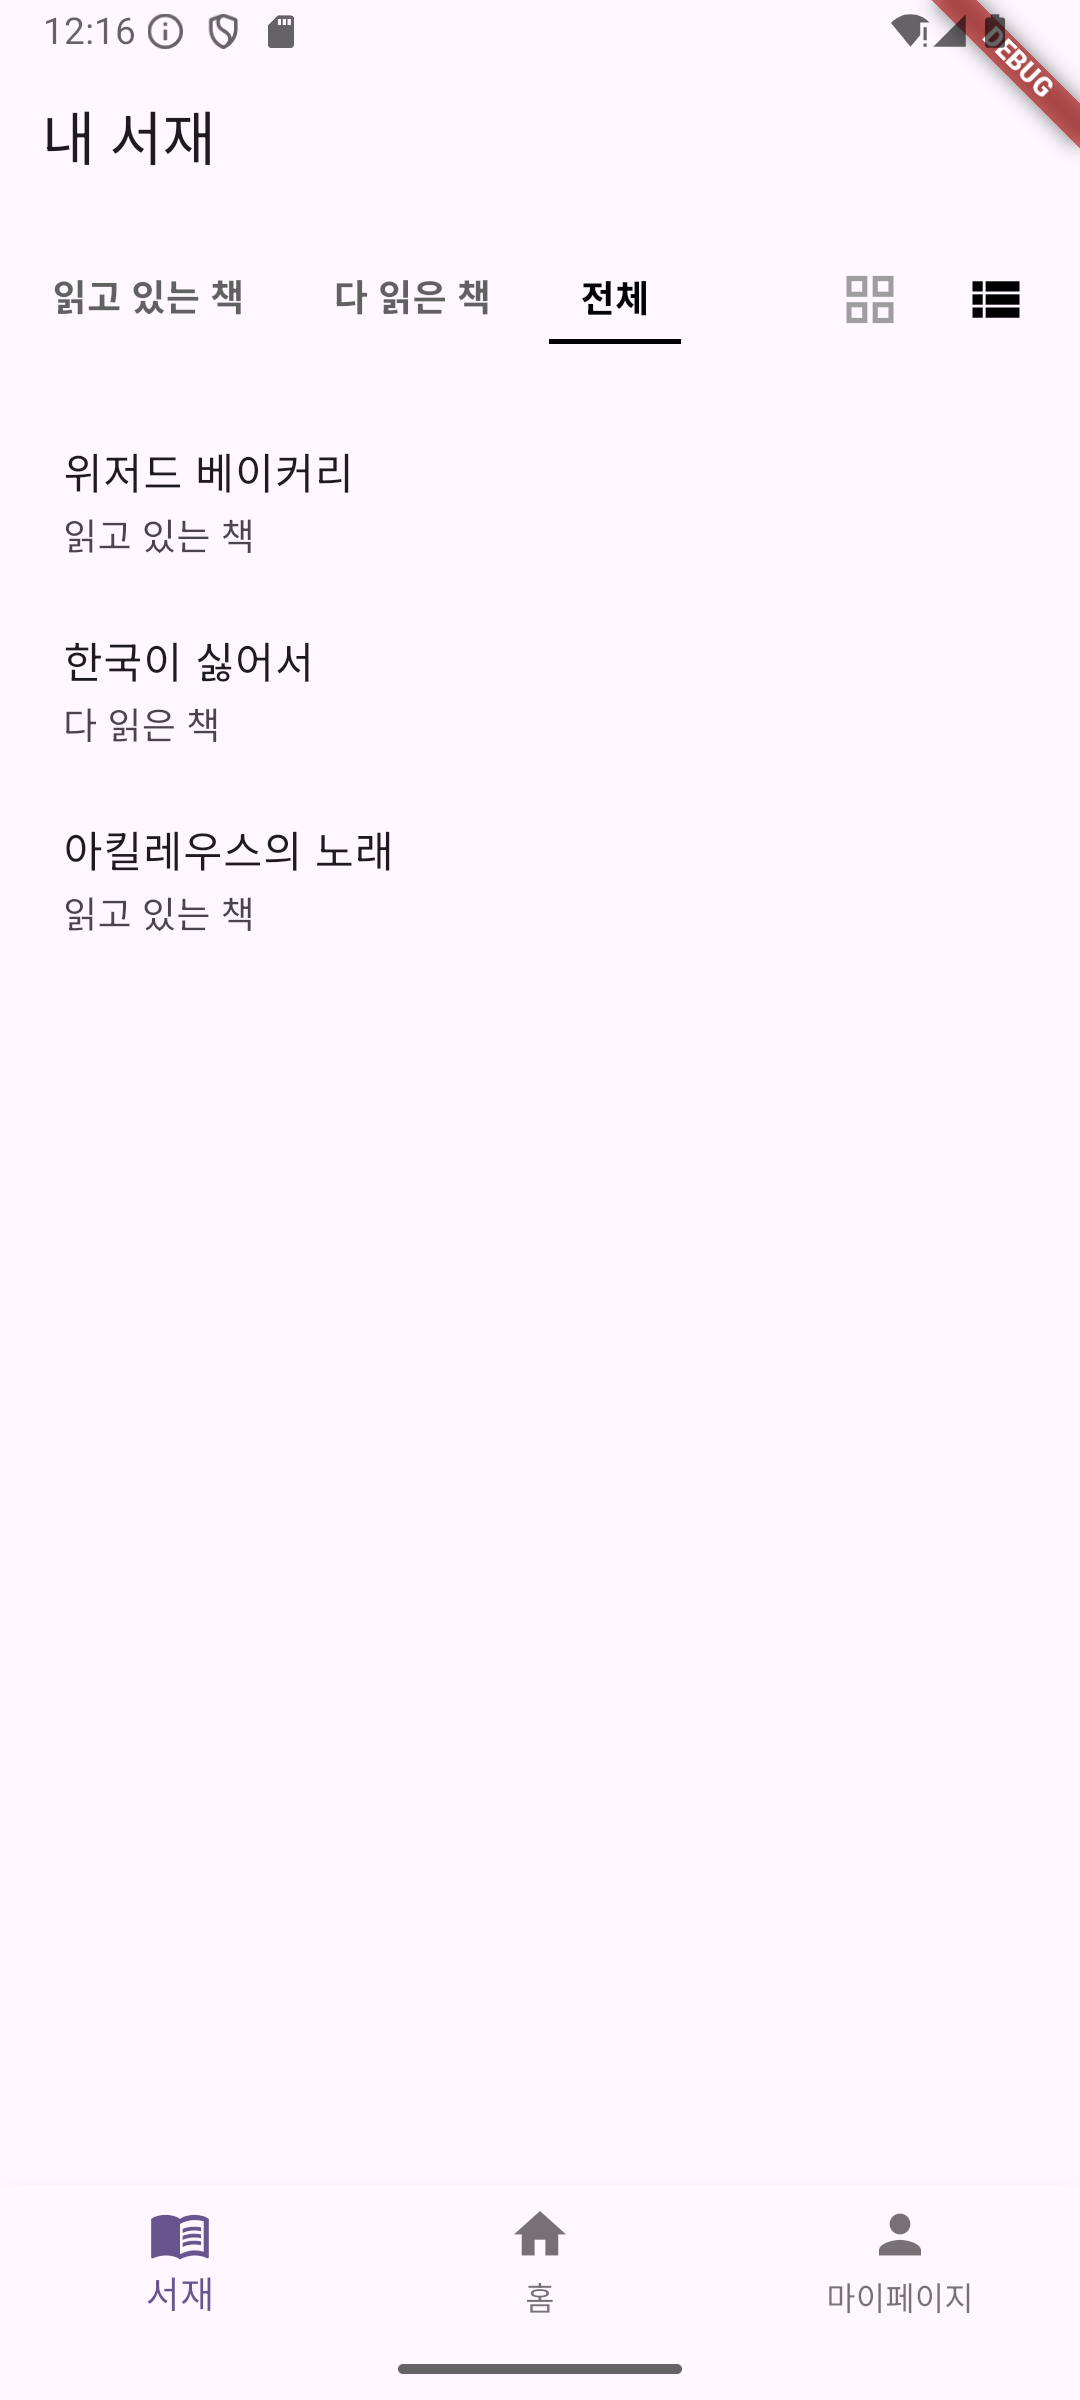 12:16
DEBUG
내 서재
읽고 있는 책 다 읽은 책 전체
위저드 베이커리
읽고 있는 책
한국이 싫어서
다 읽은 책
아킬레우스의 노래
읽고 있는 책
서재 홈 마이페이지